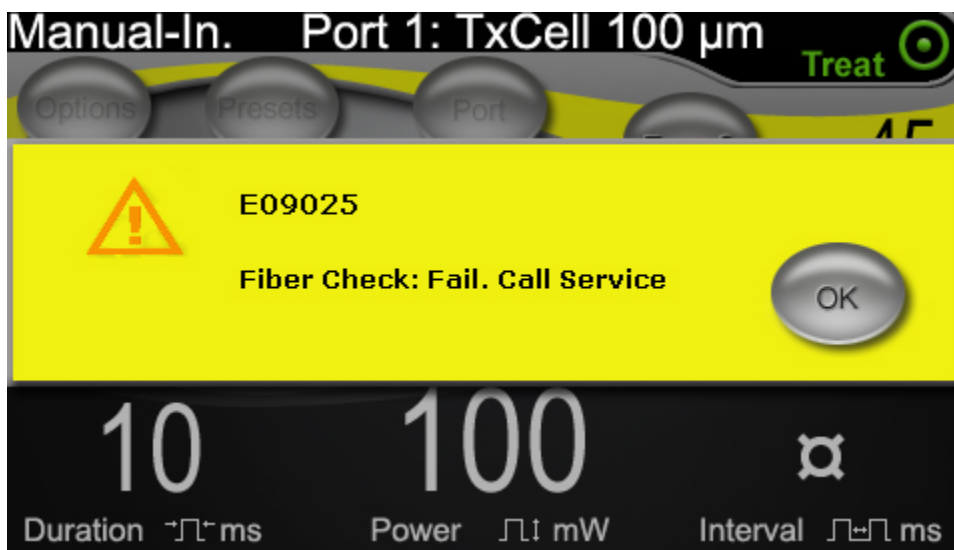 Manual-In. Port 1: TxCell 100 µm
Treat
Options Presets Port
E09025
Fiber Check: Fail. Call Service
OK
10 100 ¤
Duration ms Power mW Interval ms